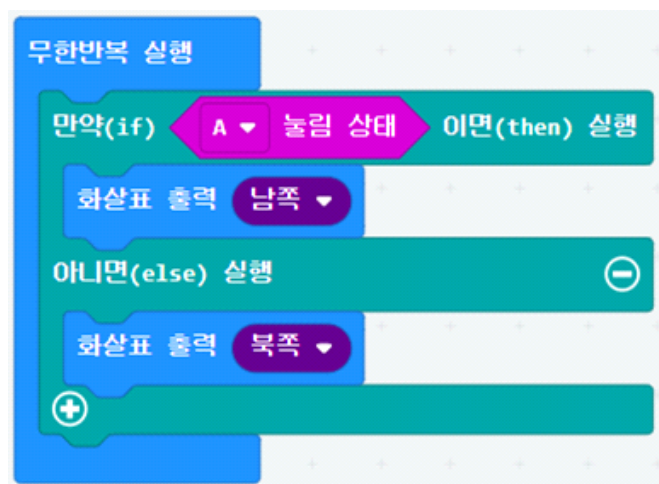 무한반복 실행
만약(if) A 눌림 상태 이면(then) 실행
화살표 출력 남쪽
아니면(else) 실행
화살표 출력 북쪽